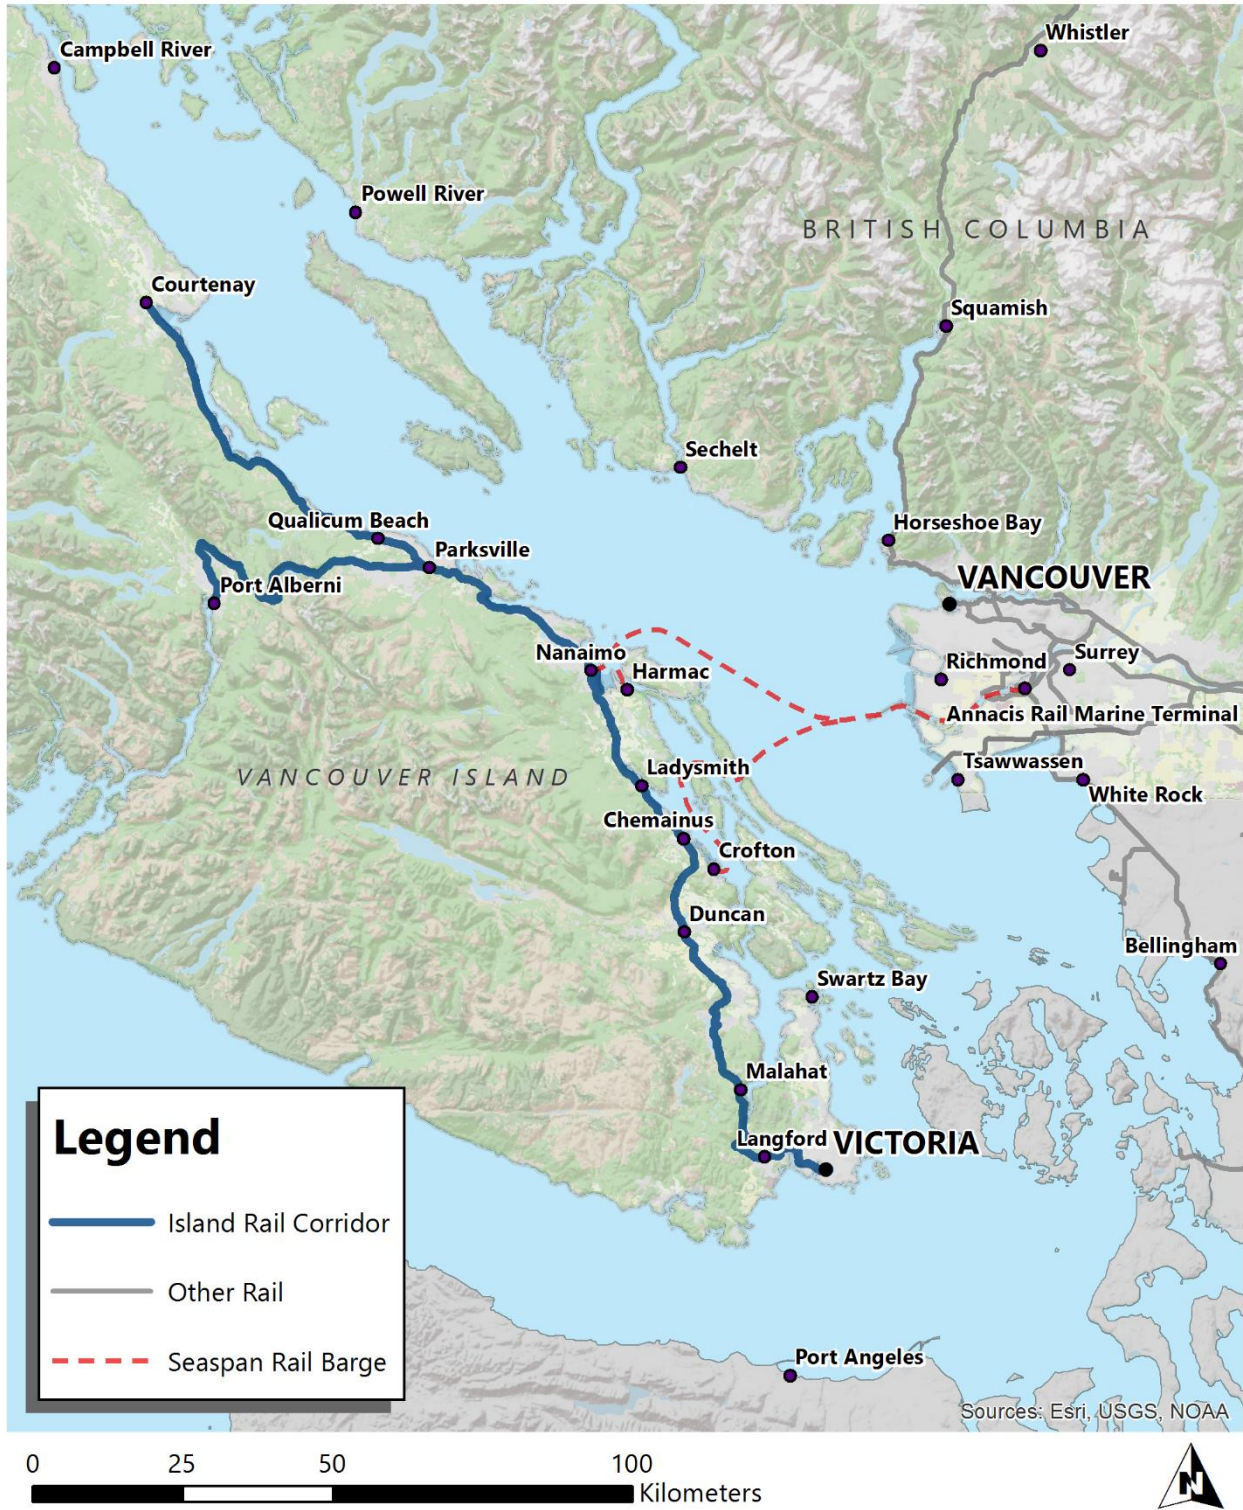 Campbell River
Whistler
Powell River
BRITISH COLUMBIA
Courtenay
Squamish
Sechelt
Qualicum Beach
Horseshoe Bay
Parksville
Port Alberni
VANCOUVER
Nanaimo
Harmac
Richmond
Surrey
Annacis Rail Marine Terminal
VANCOUVER ISLAND
Ladysmith
Tsawwassen
White Rock
Chemainus
Crofton
Duncan
Bellingham
Swartz Bay
Malahat
Langford
VICTORIA
Legend
Island Rail Corridor
Other Rail
Seaspan Rail Barge
Port Angeles
Sources: Esri, USGS, NOAA
0 25 50 100
Kilometers
N